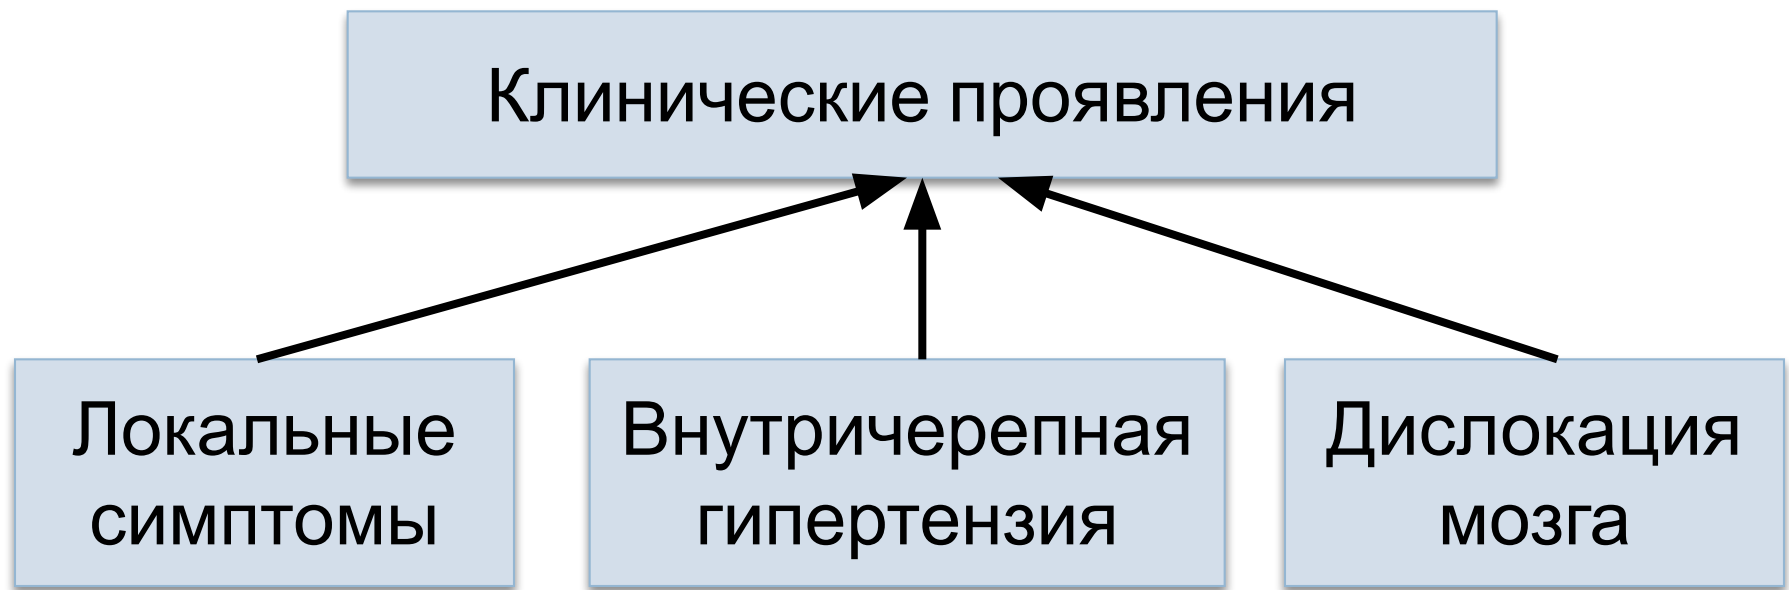 Клинические проявления
Локальные
симптомы
Внутричерепная
гипертензия
Дислокация
мозга